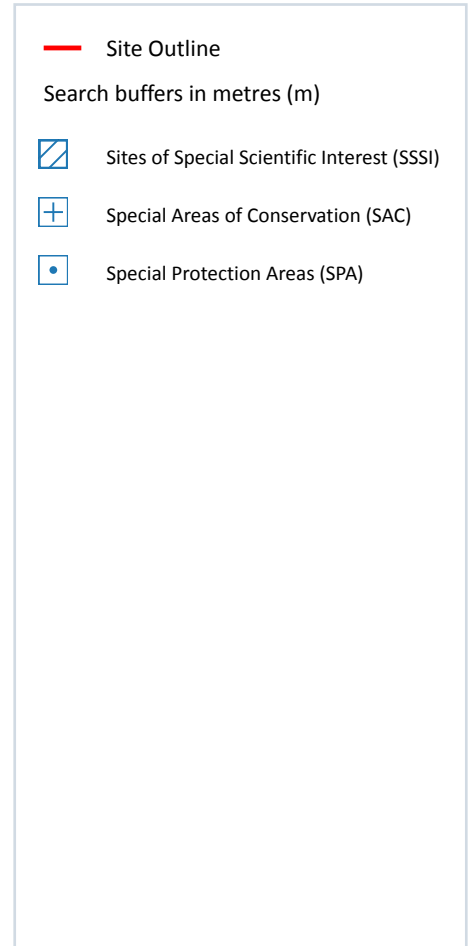 Site Outline
Search buffers in metres (m)
Sites of Special Scientific Interest (SSSI)
Special Areas of Conservation (SAC)
Special Protection Areas (SPA)